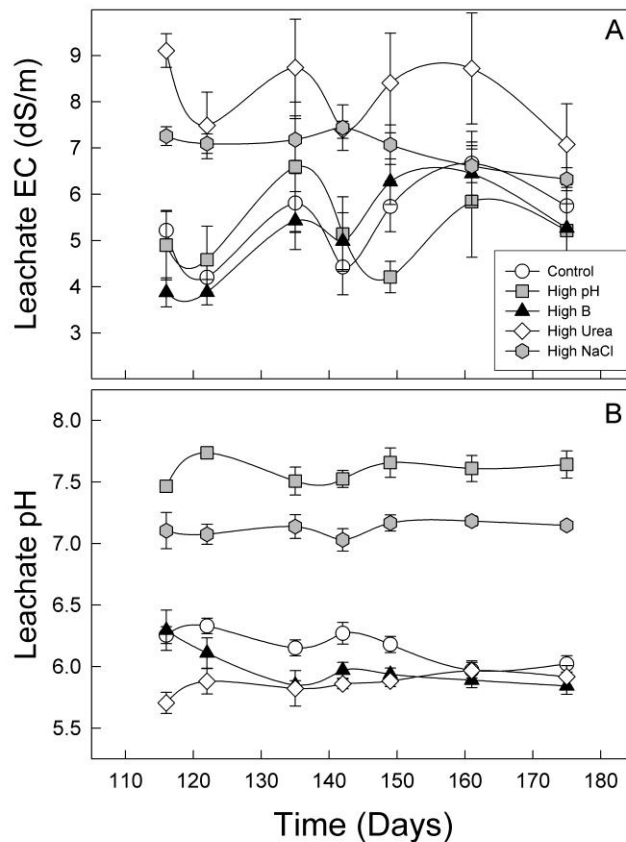 A
9
8
7
6
5
4
3
Leachate EC (dS/m)
Control
High pH
High B
High Urea
High NaCl
B
8.0
7.5
7.0
6.5
6.0
5.5
Leachate pH
110 120 130 140 150 160 170 180
Time (Days)